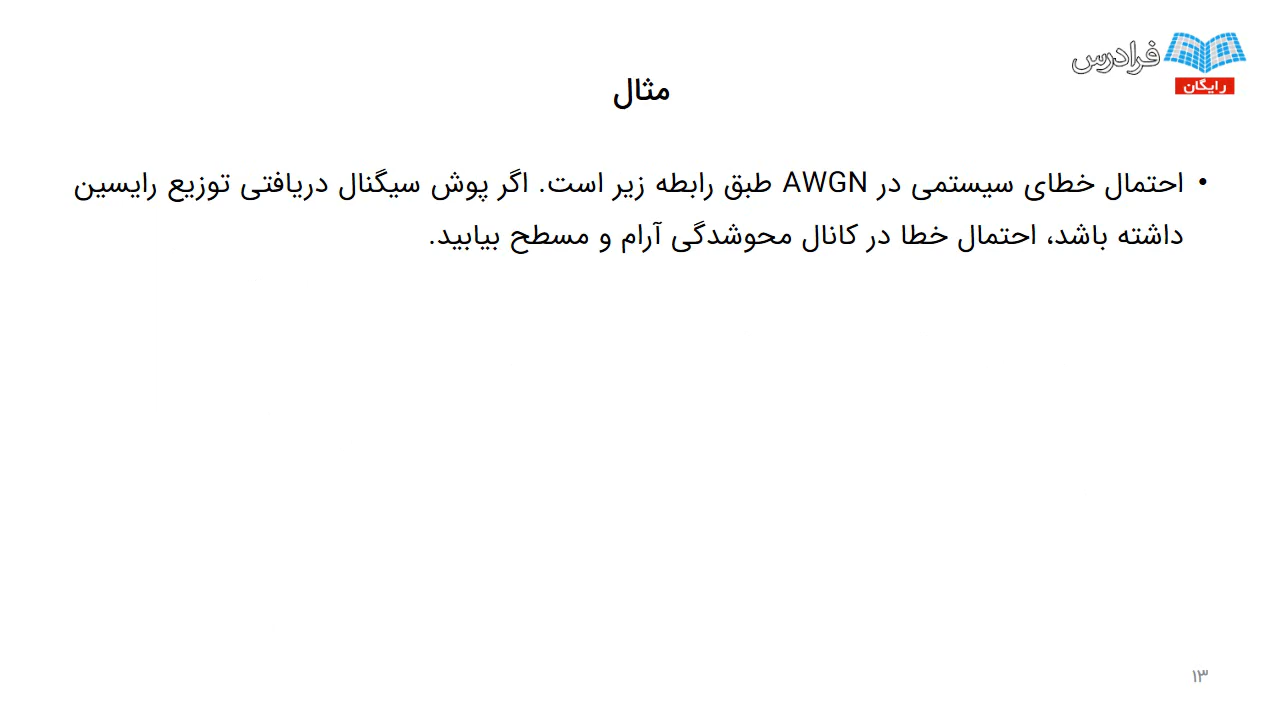 فرادرس
رایگان
مثال
• احتمال خطای سیستمی در AWGN طبق رابطه زیر است. اگر پوش سیگنال دریافتی توزیع رایسین
داشته باشد، احتمال خطا در کانال محوشدگی آرام و مسطح بیابید.
۱۳